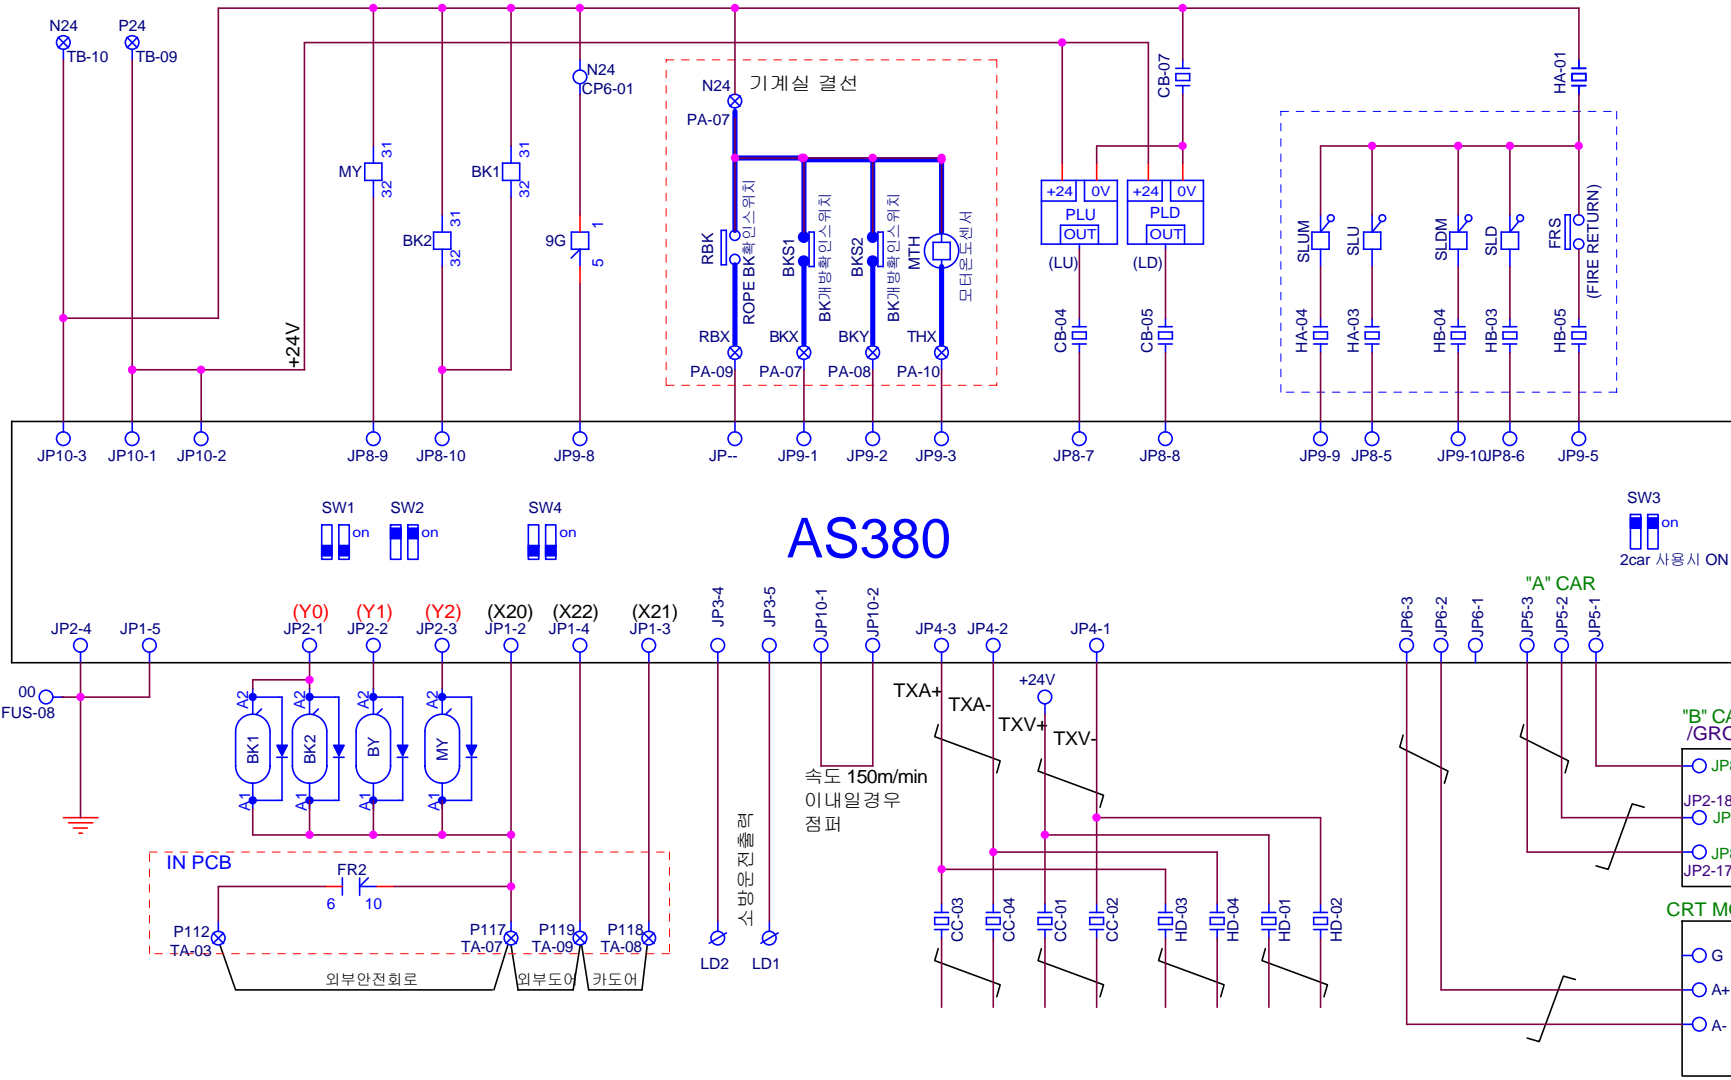 N24
TB-10
P24
TB-09
+24V
MY
31
32
BK2
31
32
BK1
31
32
N24
CP6-01
9G
1
5
기계실 결선
N24
PA-07
RBK
ROPE BK확인스위치
BKS1
BK개방확인스위치
BKS2
BK개방확인스위치
MTH
모터온도센서
RBX
BKX
BKY
THX
PA-09
PA-07
PA-08
PA-10
CB-07
+24 0V
PLU
OUT
(LU)
+24 0V
PLD
OUT
(LD)
CB-04
CB-05
HA-01
SLUM
SLU
SLDM
SLD
FRS
(FIRE RETURN)
HA-04
HA-03
HB-04
HB-03
HB-05
JP10-3
JP10-1
JP10-2
JP8-9
JP8-10
JP9-8
JP--
JP9-1
JP9-2
JP9-3
JP8-7
JP8-8
JP9-9
JP8-5
JP9-10
JP8-6
JP9-5
SW1
on
SW2
on
SW4
on
AS380
SW3
on
2car 사용시 ON
"A" CAR
(Y0)
(Y1)
(Y2)
(X20)
(X22)
(X21)
JP2-4
JP1-5
JP2-1
JP2-2
JP2-3
JP1-2
JP1-4
JP1-3
JP3-4
JP3-5
JP10-1
JP10-2
JP4-3
JP4-2
JP4-1
JP6-3
JP6-2
JP6-1
JP5-3
JP5-2
JP5-1
00
FUS-08
A2
BK1
A1
A2
BK2
A1
A2
BY
A1
A2
MY
A1
TXA+
TXA-
+24V
TXV+
TXV-
속도 150m/min
이내일경우
점퍼
소방운전출력
"B" CA
/GRO
JP8
JP2-18
JP
JP8
JP2-17
IN PCB
FR2
6
10
P112
TA-03
P117
TA-07
P119
TA-09
P118
TA-08
외부안전회로
외부도어
카도어
LD2
LD1
CC-03
CC-04
CC-01
CC-02
HD-03
HD-04
HD-01
HD-02
CRT MO
G
A+
A-